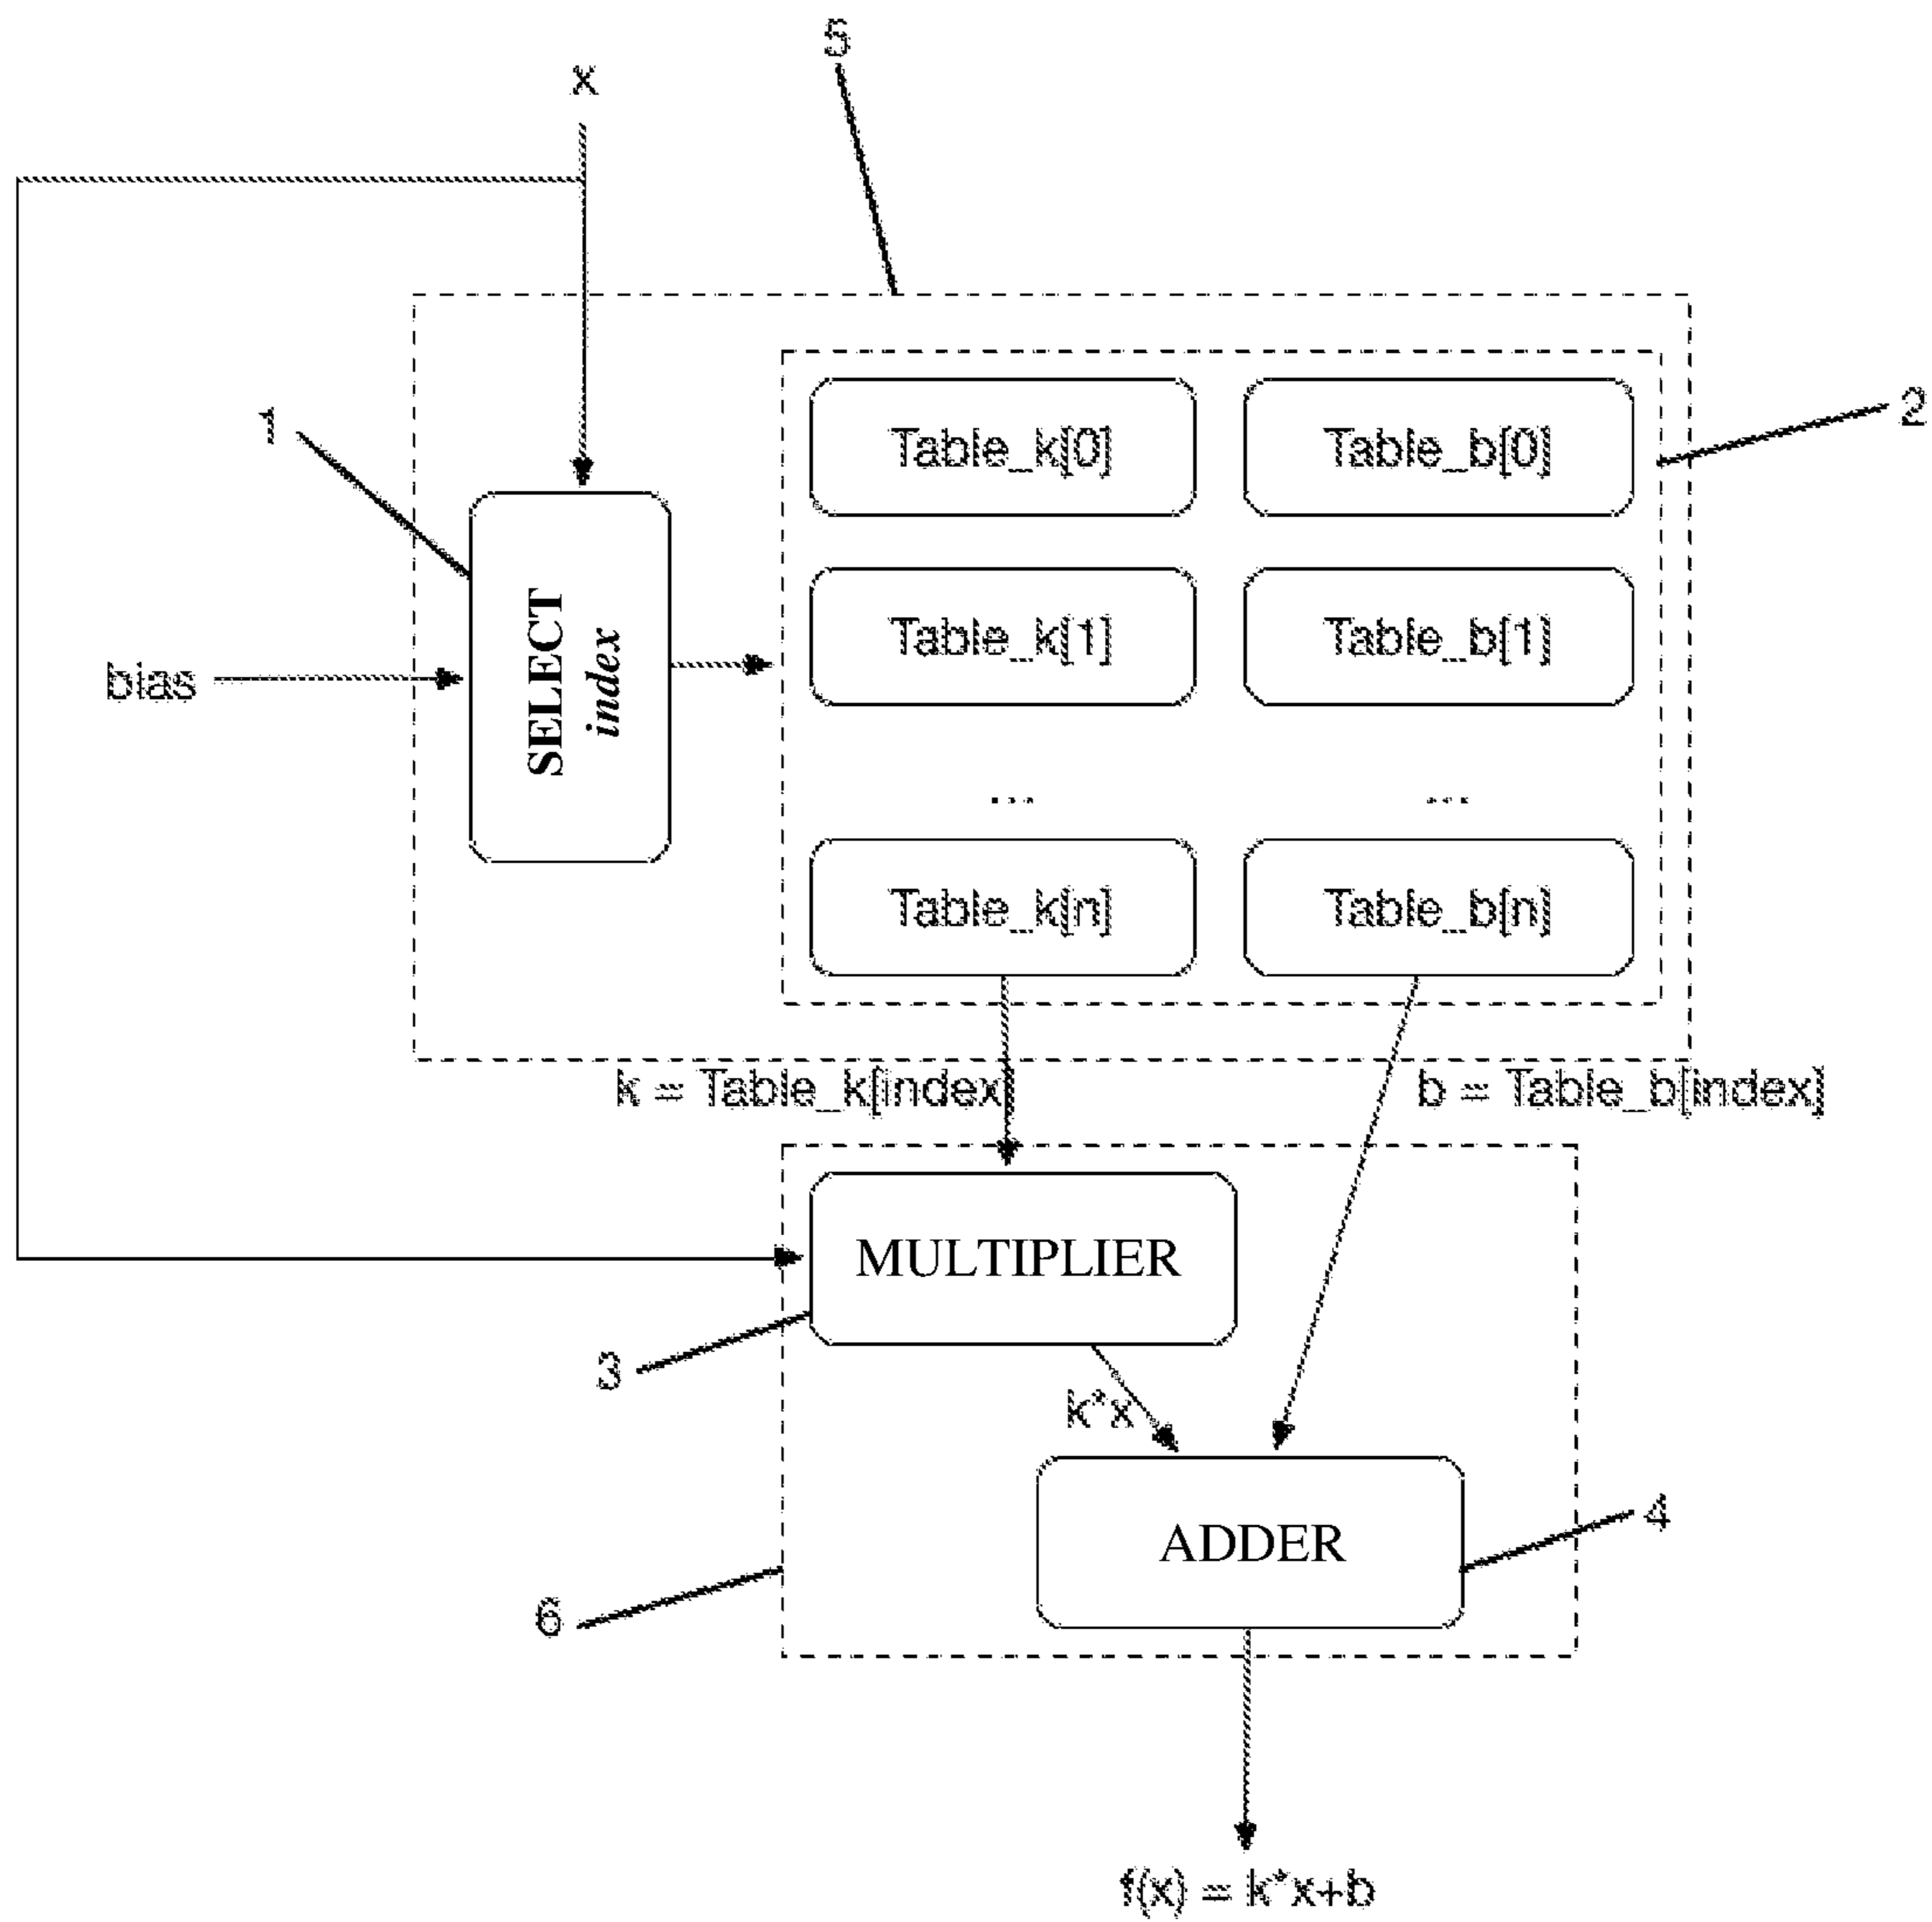 5
x
1
2
Table_k[0]
Table_b[0]
SELECT
index
Table_k[1]
Table_b[1]
bias
...
...
Table_k[n]
Table_b[n]
k = Table_k[index]
b = Table_b[index]
MULTIPLIER
3
k*x
ADDER
4
6
f(x) = k*x+b